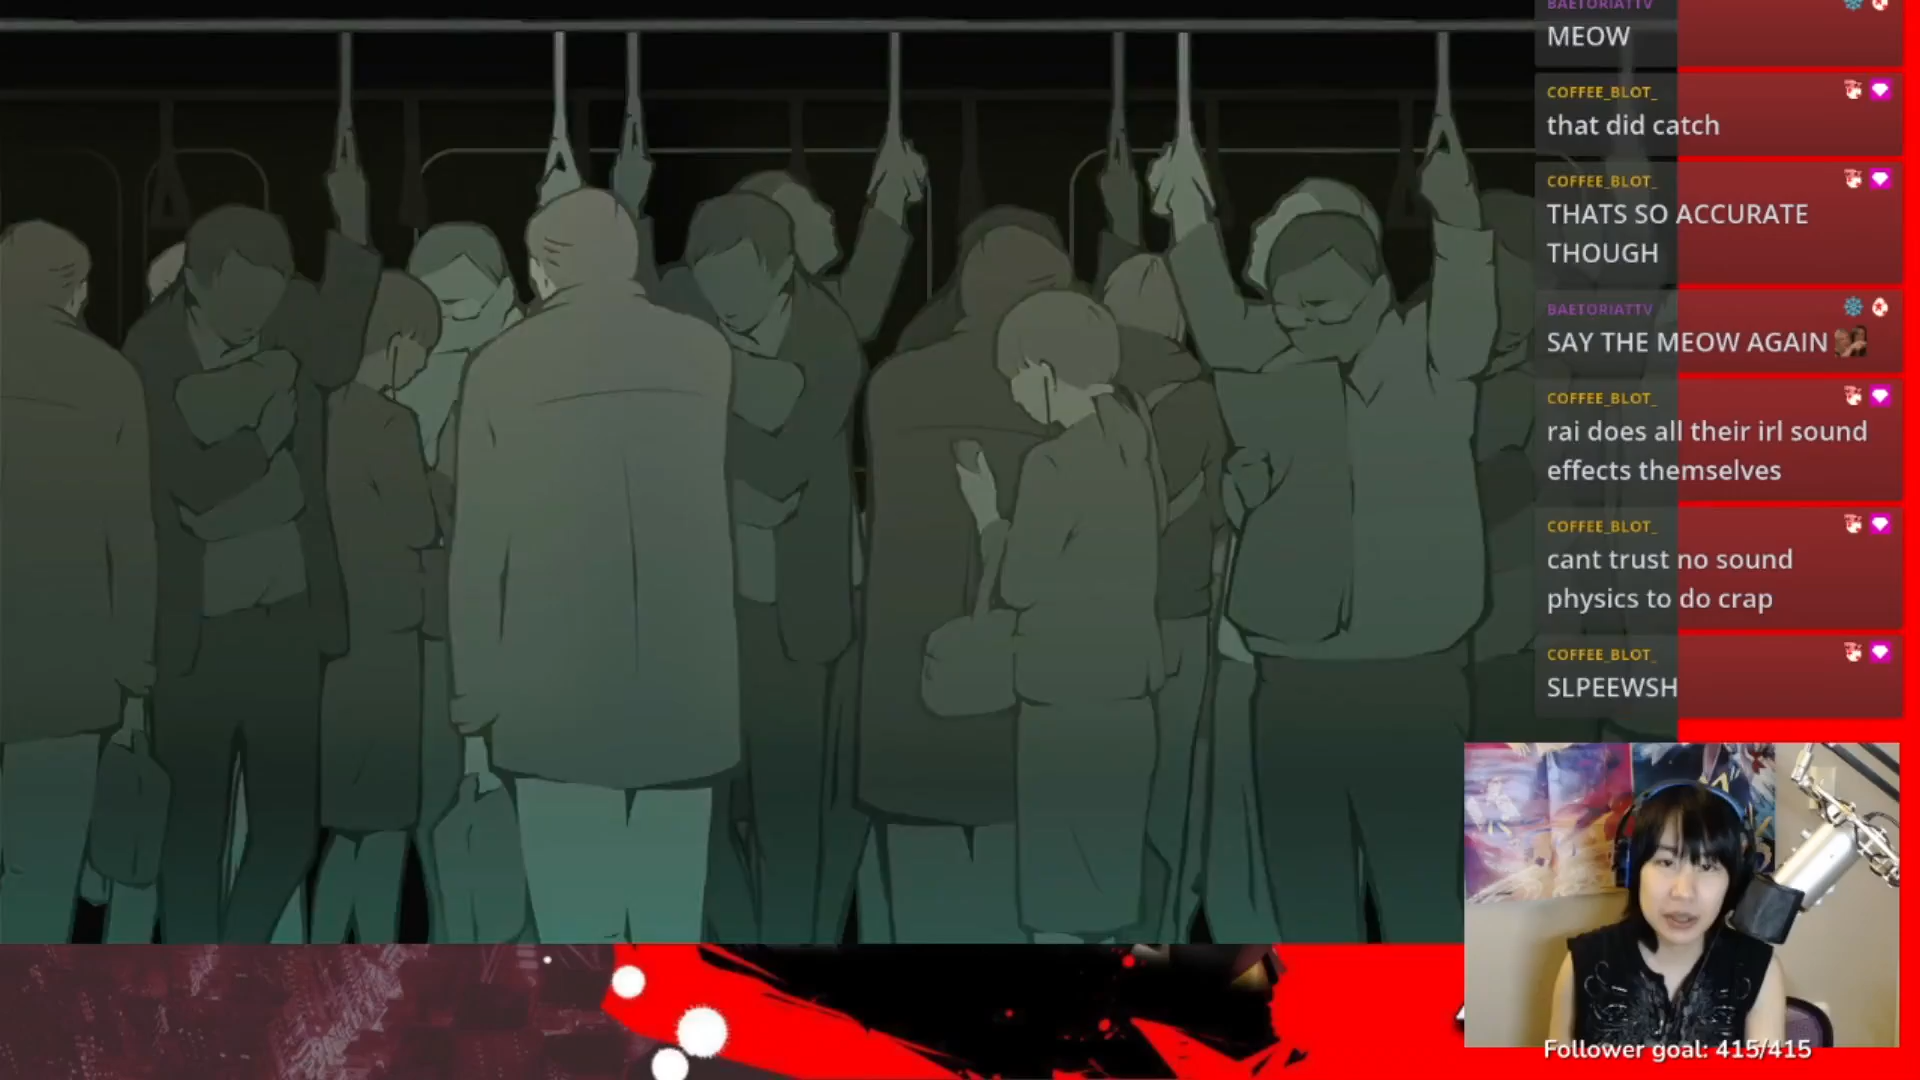 BAETORIATTV
MEOW
COFFEE_BLOT_
that did catch
COFFEE_BLOT_
THATS SO ACCURATE
THOUGH
BAETORIATTV
SAY THE MEOW AGAIN
COFFEE_BLOT_
rai does all their irl sound
effects themselves
COFFEE_BLOT_
cant trust no sound
physics to do crap
COFFEE_BLOT_
SLPEEWSH
Follower goal: 415/415